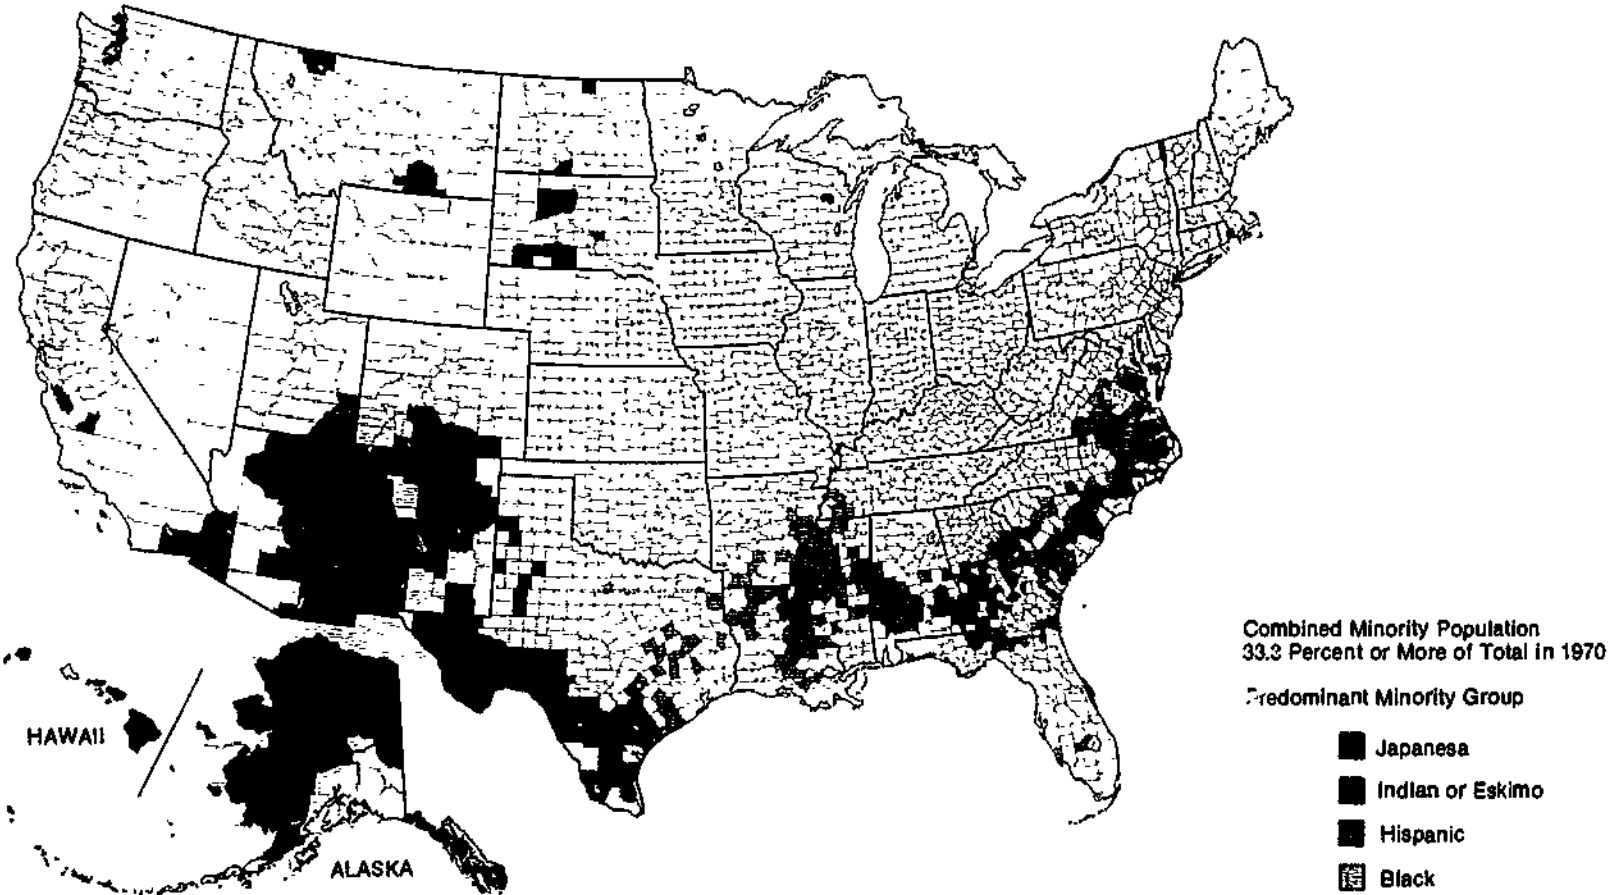 Combined Minority Population
33.3 Percent or More of Total in 1970
Predominant Minority Group
Japanesa
Indian or Eskimo
Hispanic
Black
HAWAII
ALASKA